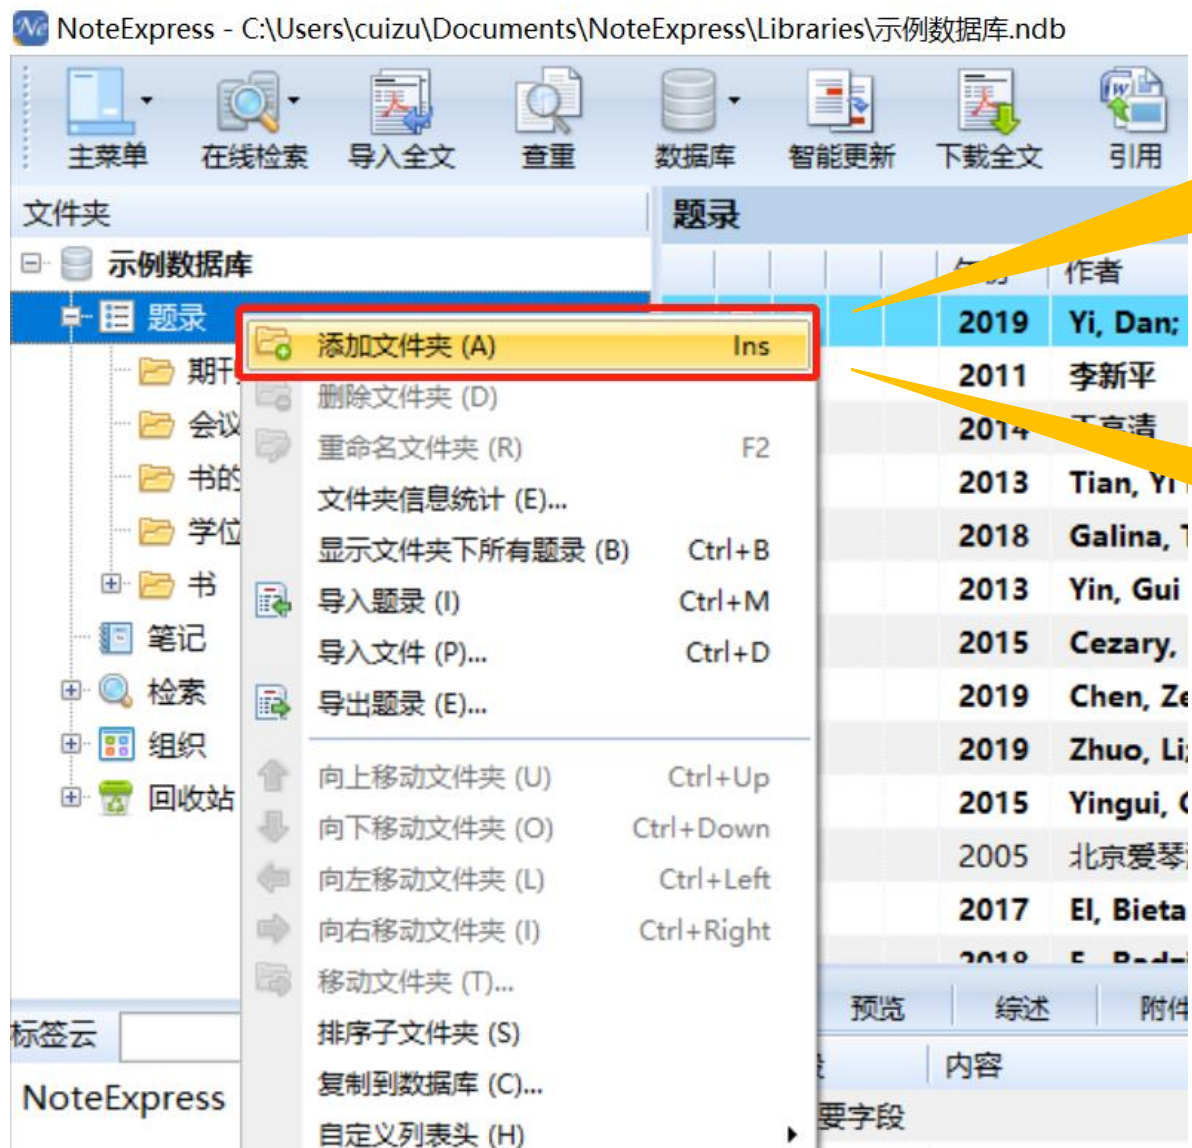 NoteExpress - C:\Users\cuizu\Documents\NoteExpress\Libraries\示例数据库.ndb
主菜单 在线检索 导入全文 查重 数据库 智能更新 下载全文 引用
文件夹
题录
示例数据库
作者
题录
2019 Yi, Dan;
添加文件夹 (A) Ins
期刊
2011 李新平
删除文件夹 (D)
会议
2014
重命名文件夹 (R) F2
书的
2013 Tian, Yi
文件夹信息统计 (E)...
学位
2018 Galina,
显示文件夹下所有题录 (B) Ctrl+B
书
2013 Yin, Gui
导入题录 (I) Ctrl+M
笔记
2015 Cezary,
导入文件 (P)... Ctrl+D
检索
2019 Chen, Ze
导出题录 (E)...
组织
2019 Zhuo, Li;
向上移动文件夹 (U) Ctrl+Up
回收站
2015 Yingui,
向下移动文件夹 (O) Ctrl+Down
2005 北京爱琴
向左移动文件夹 (L) Ctrl+Left
2017 El, Bieta
向右移动文件夹 (I) Ctrl+Right
2018
移动文件夹 (T)...
预览 综述 附件
标签云
排序子文件夹 (S)
内容
复制到数据库 (C)...
NoteExpress
要字段
自定义列表头 (H)